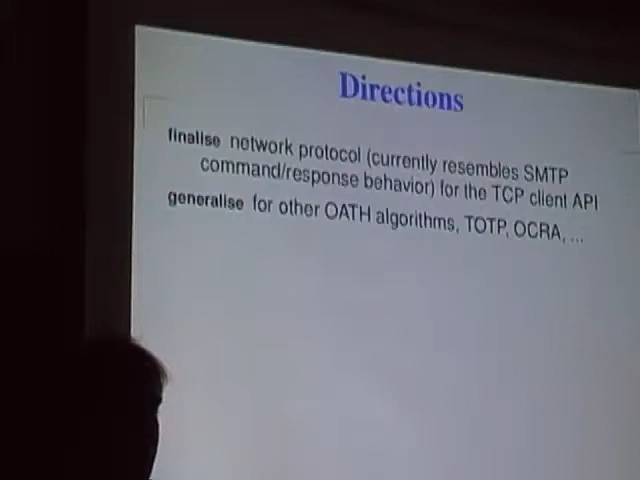 Directions
finalise network protocol (currently resembles SMTP
command/response behavior) for the TCP client API
generalise for other OATH algorithms, TOTP, OCRA, ...